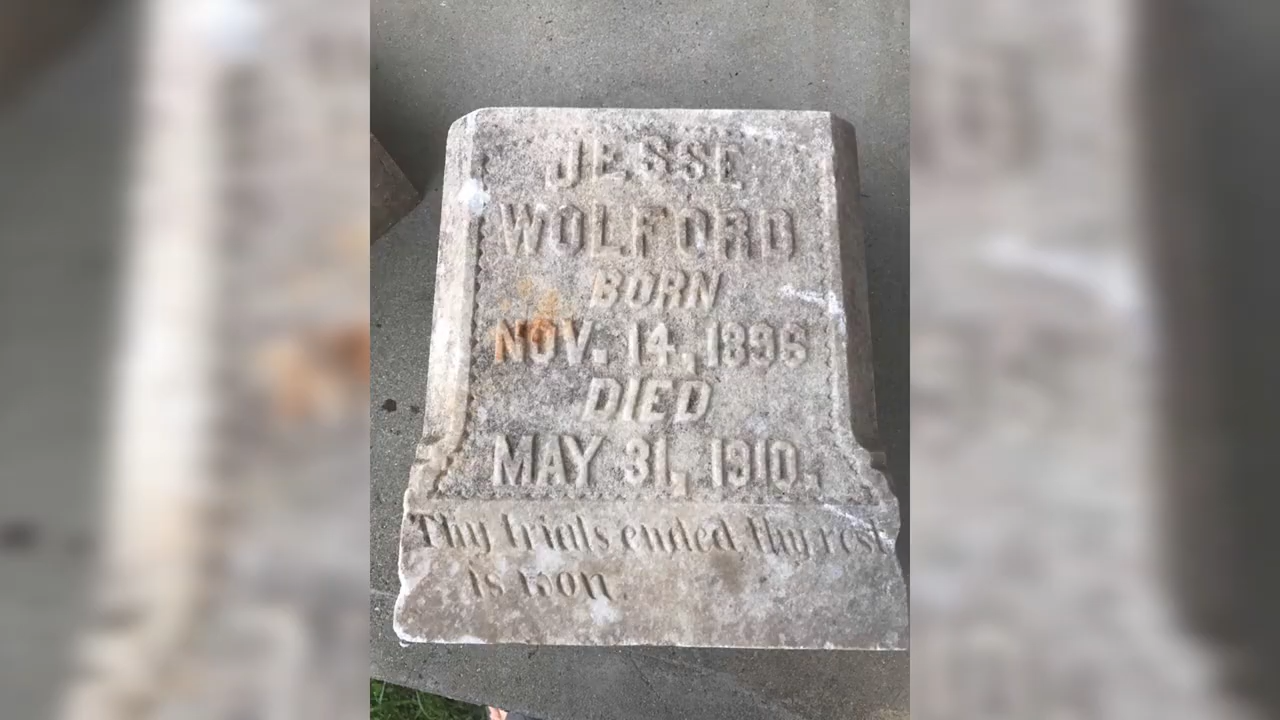 JESSE
WOLFORD
BORN
NOV. 14, 1896
DIED
MAY 31, 1910.
Thy trials ended, thy rest
is won.